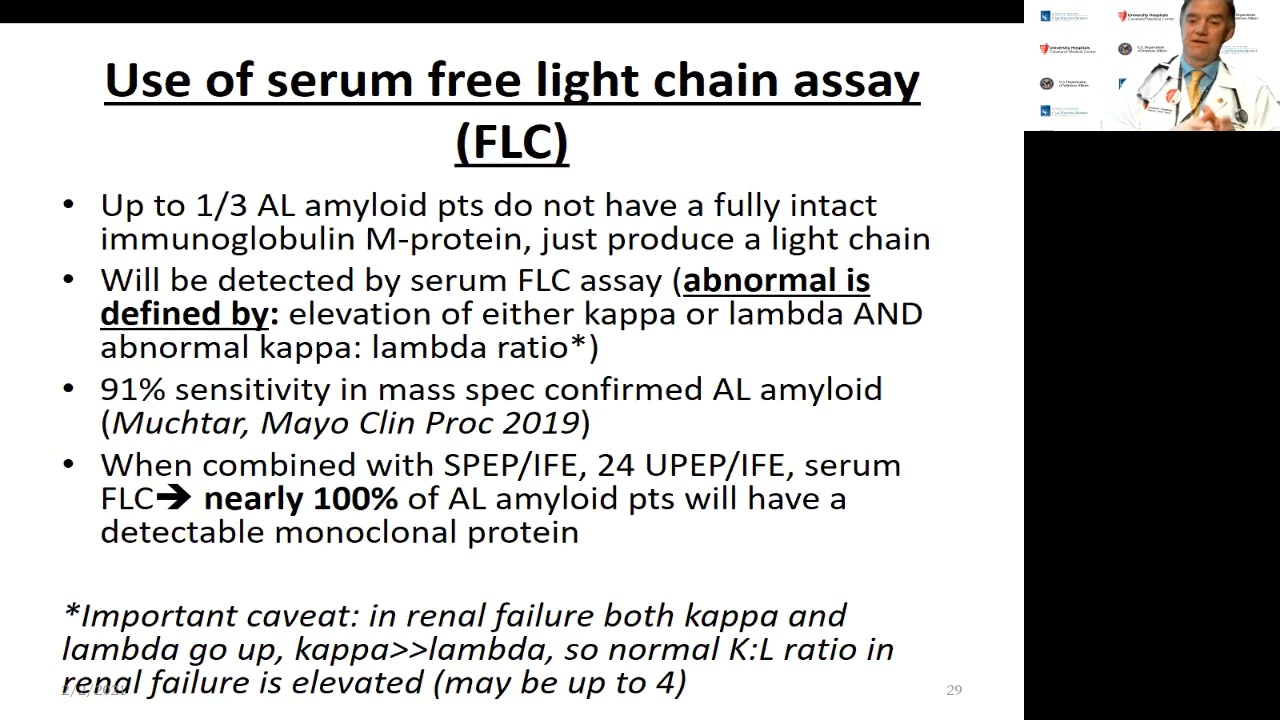 Use of serum free light chain assay
(FLC)
• Up to 1/3 AL amyloid pts do not have a fully intact
immunoglobulin M-protein, just produce a light chain
• Will be detected by serum FLC assay (abnormal is
defined by: elevation of either kappa or lambda AND
abnormal kappa: lambda ratio*)
• 91% sensitivity in mass spec confirmed AL amyloid
(Muchtar, Mayo Clin Proc 2019)
• When combined with SPEP/IFE, 24 UPEP/IFE, serum
FLC➔ nearly 100% of AL amyloid pts will have a
detectable monoclonal protein
*Important caveat: in renal failure both kappa and
lambda go up, kappa>>lambda, so normal K:L ratio in
renal failure is elevated (may be up to 4)
29
University Hospitals
Cleveland Medical Center